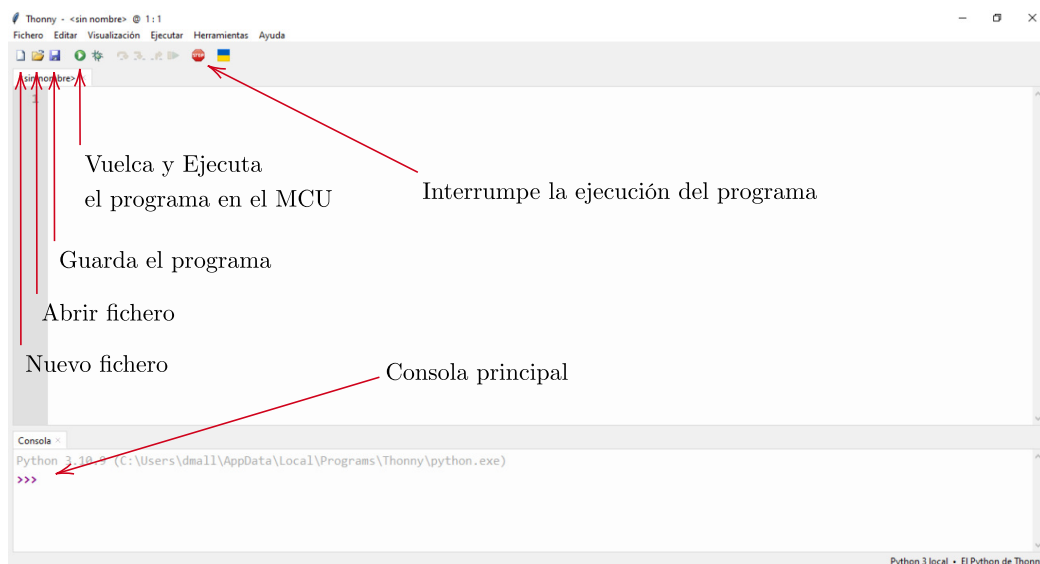 Thonny - <sin nombre> @ 1:1
Fichero Editar Visualización Ejecutar Herramientas Ayuda
STOP
<sin nombre>
1
Vuelca y Ejecuta
el programa en el MCU
Interrumpe la ejecución del programa
Guarda el programa
Abrir fichero
Nuevo fichero
Consola principal
Consola
Python 3.10.9 (C:\Users\dmall\AppData\Local\Programs\Thonny\python.exe)
>>>
Python 3 local • El Python de Thonn